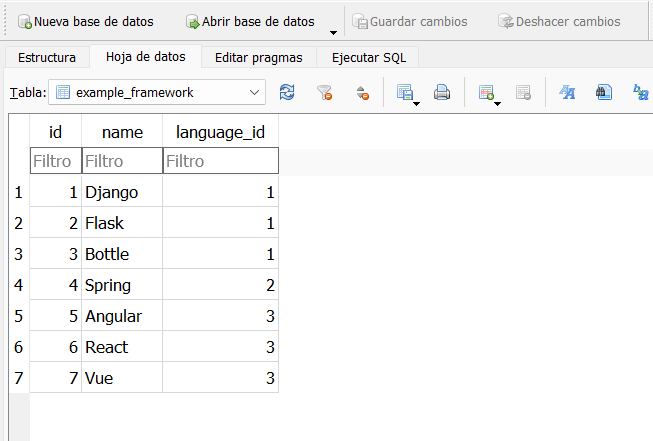 Nueva base de datos Abrir base de datos Guardar cambios Deshacer cambios
Estructura Hoja de datos Editar pragmas Ejecutar SQL
Tabla: example_framework
id name language_id
Filtro Filtro Filtro
1 1 Django 1
2 2 Flask 1
3 3 Bottle 1
4 4 Spring 2
5 5 Angular 3
6 6 React 3
7 7 Vue 3